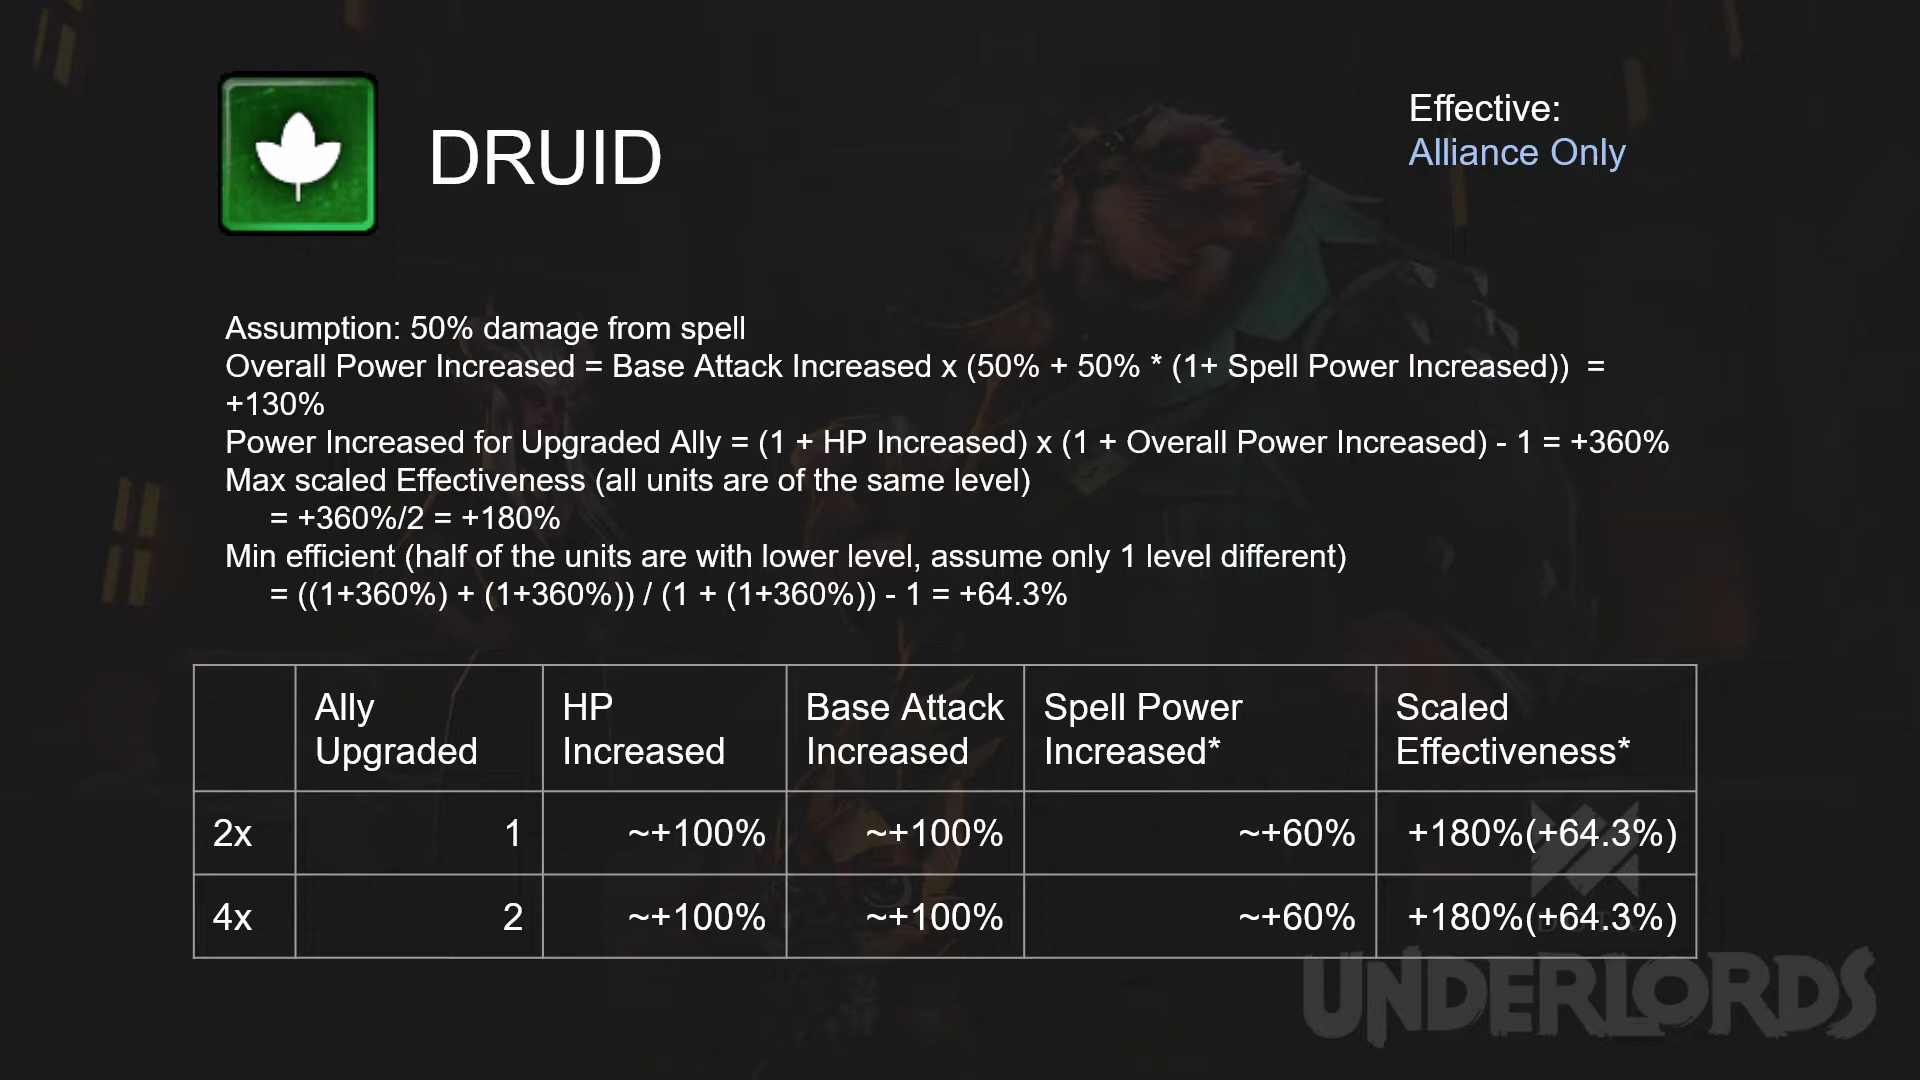 DRUID
Effective:
Alliance Only
Assumption: 50% damage from spell
Overall Power Increased = Base Attack Increased x (50% + 50% * (1+ Spell Power Increased))  =
+130%
Power Increased for Upgraded Ally = (1 + HP Increased) x (1 + Overall Power Increased) - 1 = +360%
Max scaled Effectiveness (all units are of the same level)
= +360%/2 = +180%
Min efficient (half of the units are with lower level, assume only 1 level different)
= ((1+360%) + (1+360%)) / (1 + (1+360%)) - 1 = +64.3%
Ally Upgraded HP Increased Base Attack Increased Spell Power Increased* Scaled Effectiveness*
2x 1 ~+100% ~+100% ~+60% +180%(+64.3%)
4x 2 ~+100% ~+100% ~+60% +180%(+64.3%)
UNDERLORDS